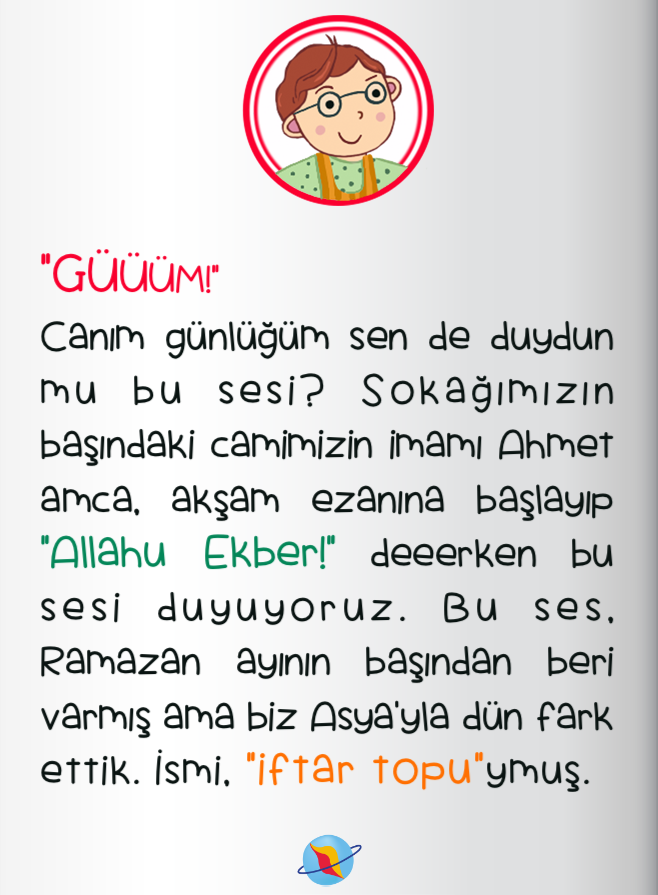 "GÜÜÜM!"
Canım günlüğüm sen de duydun
mu bu sesi? Sokağımızın
başındaki camimizin imamı Ahmet
amca, akşam ezanına başlayıp
"Allahu Ekber!" deeerken bu
sesi duyuyoruz. Bu ses,
Ramazan ayının başından beri
varmış ama biz Asya'yla dün fark
ettik. İsmi, "iftar topu"ymuş.